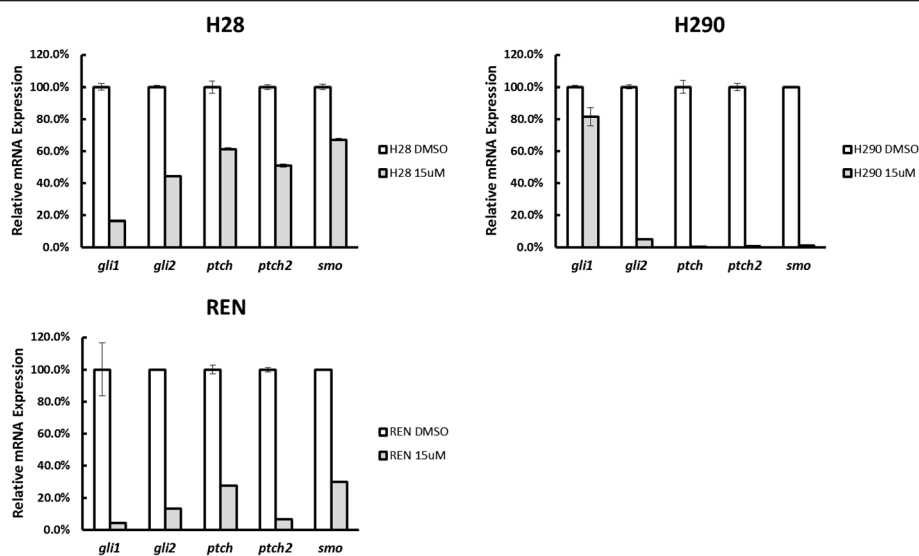 H28
120.0%
100.0%
80.0%
60.0%
40.0%
20.0%
0.0%
Relative mRNA Expression
gli1 gli2 ptch ptch2 smo
H28 DMSO
H28 15uM
H290
120.0%
100.0%
80.0%
60.0%
40.0%
20.0%
0.0%
Relative mRNA Expression
gli1 gli2 ptch ptch2 smo
H290 DMSO
H290 15uM
REN
120.0%
100.0%
80.0%
60.0%
40.0%
20.0%
0.0%
Relative mRNA Expression
gli1 gli2 ptch ptch2 smo
REN DMSO
REN 15uM